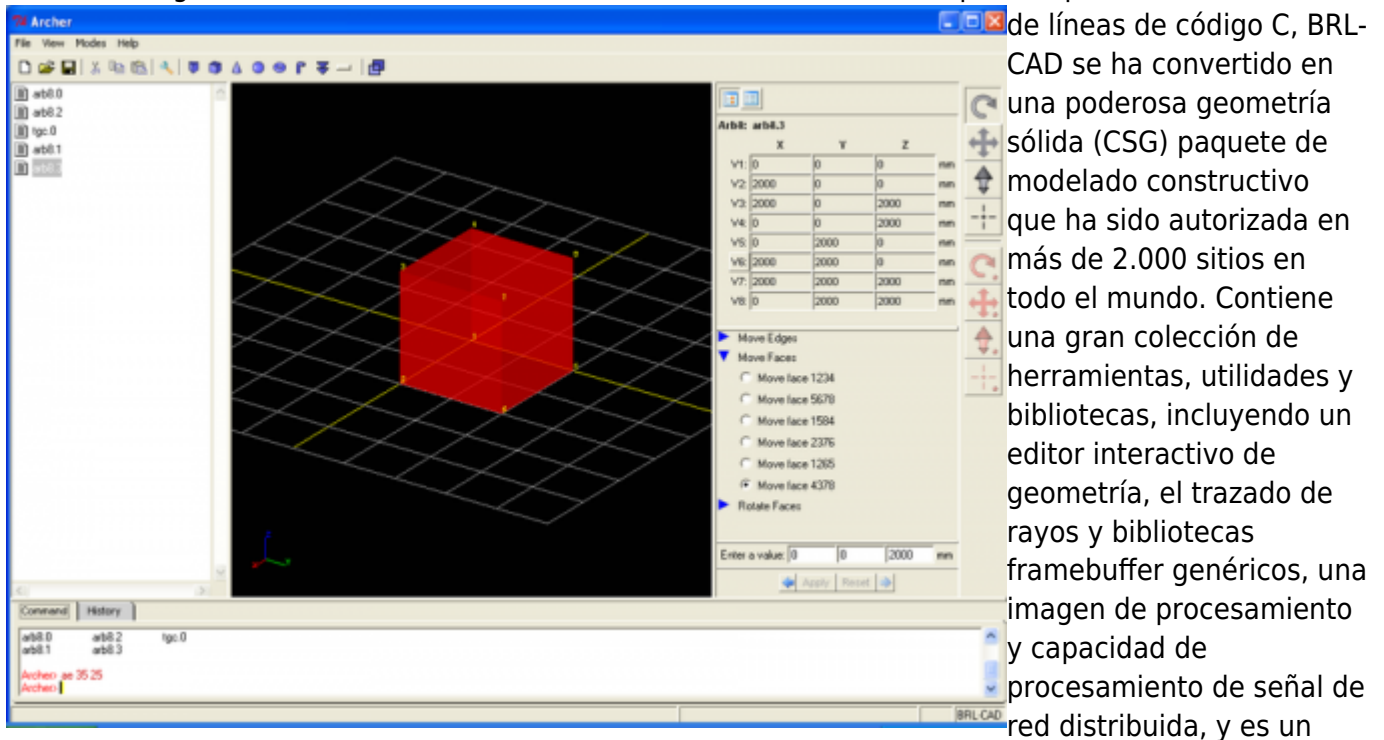 Archer
File View Modes Help
arb8.0
arb8.2
tgc.0
arb8.1
Arb8: arb8.3
X Y Z
V1: 0 0 0 mm
V2: 2000 0 0 mm
V3: 2000 0 2000 mm
V4: 0 0 2000 mm
V5: 0 2000 0 mm
V6: 2000 2000 0 mm
V7: 2000 2000 2000 mm
V8: 0 2000 2000 mm
Move Edges
Move Faces
Move face 1234
Move face 5678
Move face 1584
Move face 2376
Move face 1265
Move face 4378
Rotate Faces
Enter a value: 0 0 2000 mm
Apply Reset
Command History
arb8.0 arb8.2 tgc.0
arb8.1 arb8.3
Archer> ae 35 25
Archer>
BRL-CAD
de líneas de código C, BRL-
CAD se ha convertido en
una poderosa geometría
sólida (CSG) paquete de
modelado constructivo
que ha sido autorizada en
más de 2.000 sitios en
todo el mundo. Contiene
una gran colección de
herramientas, utilidades y
bibliotecas, incluyendo un
editor interactivo de
geometría, el trazado de
rayos y bibliotecas
framebuffer genéricos, una
imagen de procesamiento
y capacidad de
procesamiento de señal de
red distribuida, y es un